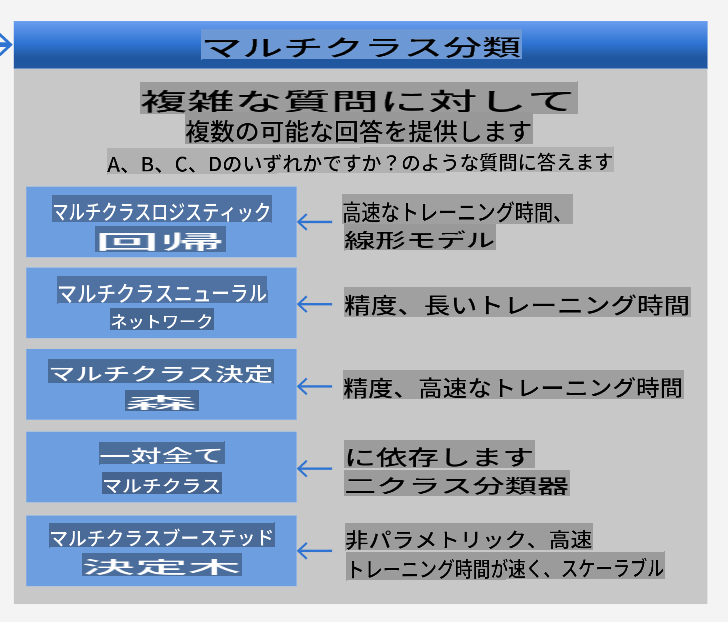 マルチクラス分類
複雑な質問に対して
複数の可能な回答を提供します
A、B、C、Dのいずれかですか？のような質問に答えます
マルチクラスロジスティック
回帰
高速なトレーニング時間、
線形モデル
マルチクラスニューラル
ネットワーク
精度、長いトレーニング時間
マルチクラス決定
森
精度、高速なトレーニング時間
一対全て
マルチクラス
に依存します
二クラス分類器
マルチクラスブーステッド
決定木
非パラメトリック、高速
トレーニング時間が速く、スケーラブル